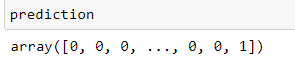 prediction
array([0, 0, 0, ..., 0, 0, 1])